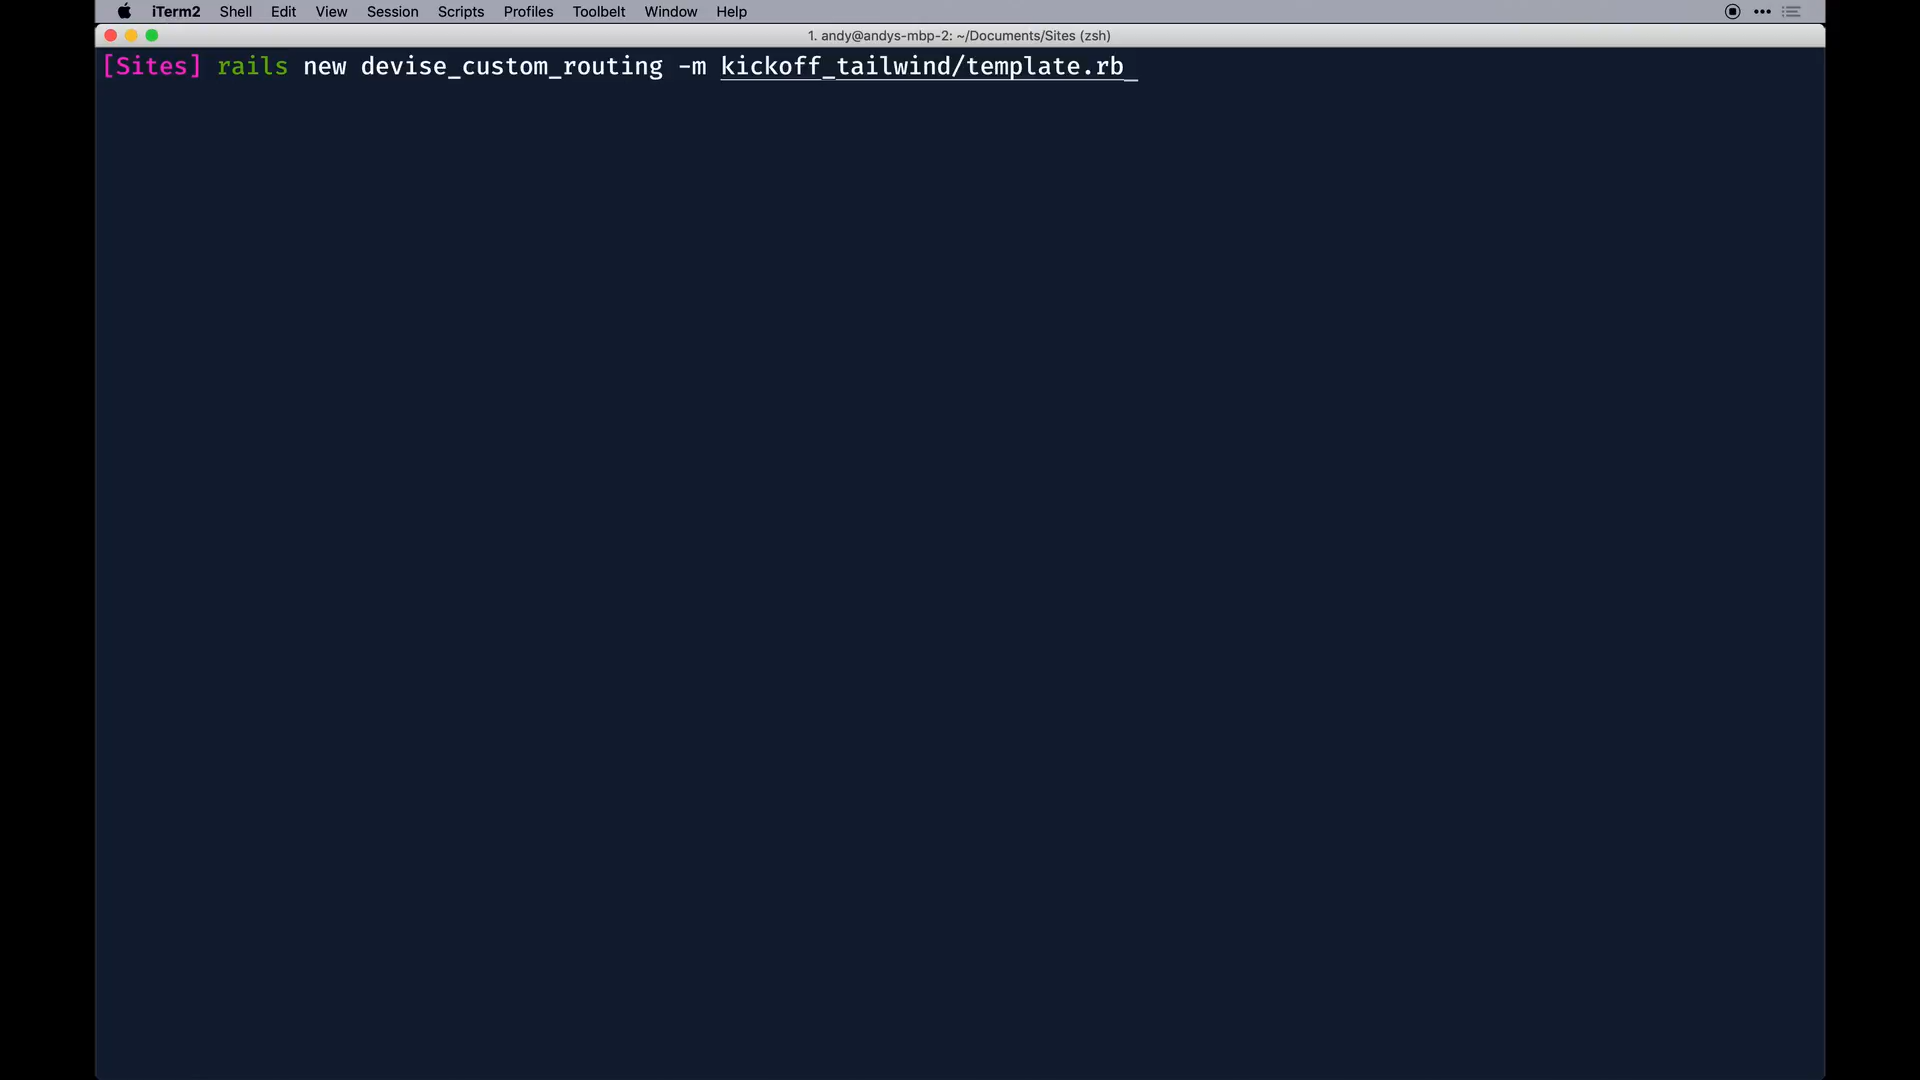 iTerm2 Shell Edit View Session Scripts Profiles Toolbelt Window Help
1. andy@andys-mbp-2: ~/Documents/Sites (zsh)
[Sites] rails new devise_custom_routing -m kickoff_tailwind/template.rb_